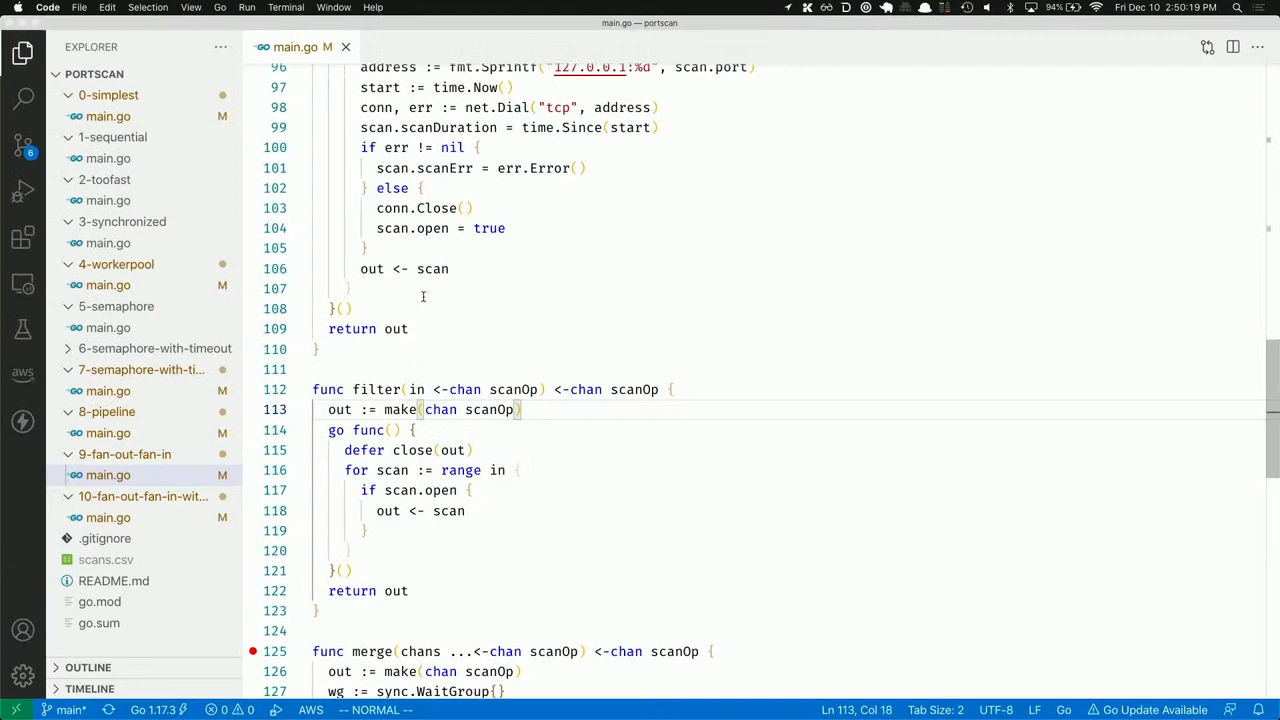 Code File Edit Selection View Go Run Terminal Window Help 94% Fri Dec 10 2:50:19 PM
main.go — portscan
EXPLORER
main.go M
PORTSCAN
0-simplest
main.go M
1-sequential
main.go
2-toofast
main.go
3-synchronized
main.go
4-workerpool
main.go M
5-semaphore
main.go
6-semaphore-with-timeout
7-semaphore-with-ti...
main.go M
8-pipeline
main.go M
9-fan-out-fan-in
main.go M
10-fan-out-fan-in-wit...
main.go M
.gitignore
scans.csv
README.md
go.mod
go.sum
OUTLINE
TIMELINE
6
aws
96 address := fmt.Sprintf("127.0.0.1:%d", scan.port)
97 start := time.Now()
98 conn, err := net.Dial("tcp", address)
99 scan.scanDuration = time.Since(start)
100 if err != nil {
101 scan.scanErr = err.Error()
102 } else {
103 conn.Close()
104 scan.open = true
105 }
106 out <- scan
107 }
108 }()
109 return out
110 }
111
112 func filter(in <-chan scanOp) <-chan scanOp {
113 out := make(chan scanOp)
114 go func() {
115 defer close(out)
116 for scan := range in {
117 if scan.open {
118 out <- scan
119 }
120 }
121 }()
122 return out
123 }
124
125 func merge(chans ...<-chan scanOp) <-chan scanOp {
126 out := make(chan scanOp)
127 wg := sync.WaitGroup{}
main* Go 1.17.3 0 0 AWS -- NORMAL -- Ln 113, Col 18 Tab Size: 2 UTF-8 LF Go Go Update Available